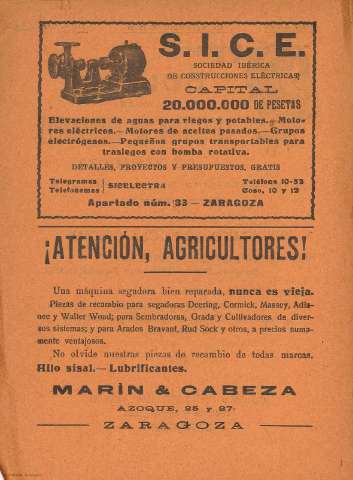 S. I. C. E.
SOCIEDAD IBÉRICA
DE CONSTRUCCIONES ELÉCTRICAS
CAPITAL
20.000.000 DE PESETAS
Elevaciones de aguas para riegos y potables.—Moto-
res eléctricos.—Motores de aceites pesados.—Grupos
electrógenos.—Pequeños grupos transportables para
trasiegos con bomba rotativa.
DETALLES, PROYECTOS Y PRESUPUESTOS, GRATIS
Telegramas
Telefonemas
SICELECTRA
Teléfono 10-53
Coso, 10 y 12
Apartado núm. 33 — ZARAGOZA
¡ATENCIÓN, AGRICULTORES!
Una máquina segadora bien reparada, nunca es vieja.
Piezas de recambio para segadoras Deering, Cormick, Massey, Adia-
nce y Walter Wood; para Sembradoras, Grada y Cultivadores de diver-
sos sistemas; y para Arados Bravant, Rud Sock y otros, a precios suma-
mente ventajosos.
No olvide nuestras piezas de recambio de todas marcas,
Hilo sisal.—Lubrificantes.
MARÌN & CABEZA
AZOQUE, 25 y 27
ZARAGOZA